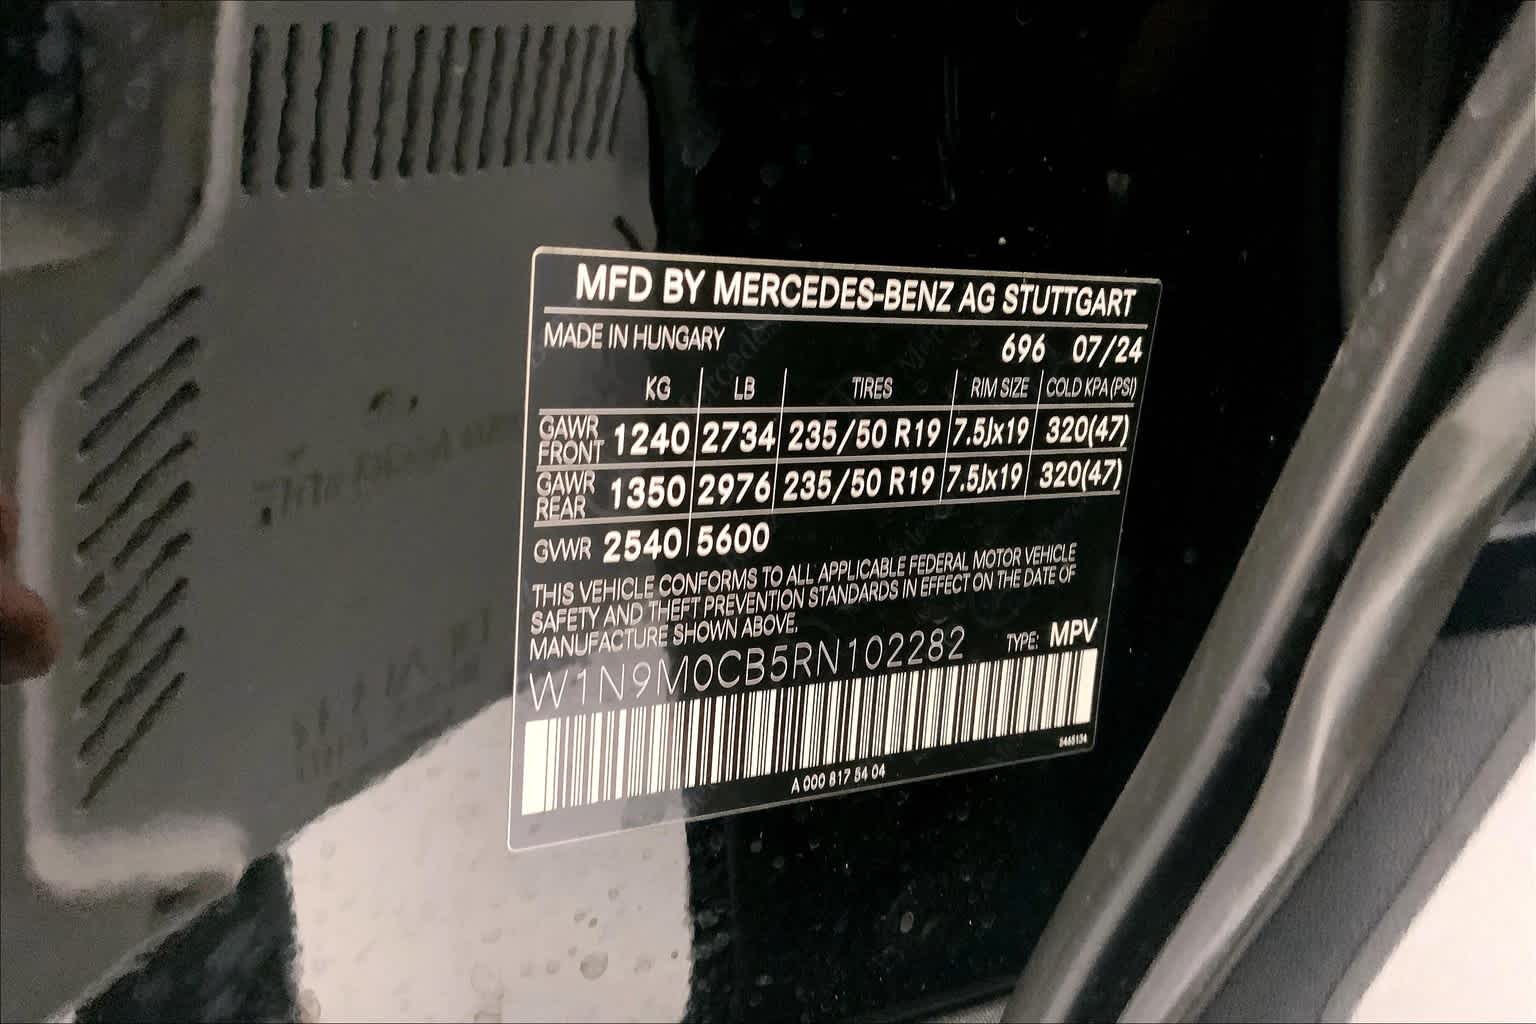 MFD BY MERCEDES-BENZ AG STUTTGART
MADE IN HUNGARY
696 07/24
KG LB TIRES RIM SIZE COLD KPA (PSI)
GAWR FRONT 1240 2734 235/50 R19 7.5Jx19 320(47)
GAWR REAR 1350 2976 235/50 R19 7.5Jx19 320(47)
GVWR 2540 5600
THIS VEHICLE CONFORMS TO ALL APPLICABLE FEDERAL MOTOR VEHICLE
SAFETY AND THEFT PREVENTION STANDARDS IN EFFECT ON THE DATE OF
MANUFACTURE SHOWN ABOVE.
W1N9M0CB5RN102282 TYPE: MPV
5465134
A 000 817 54 04